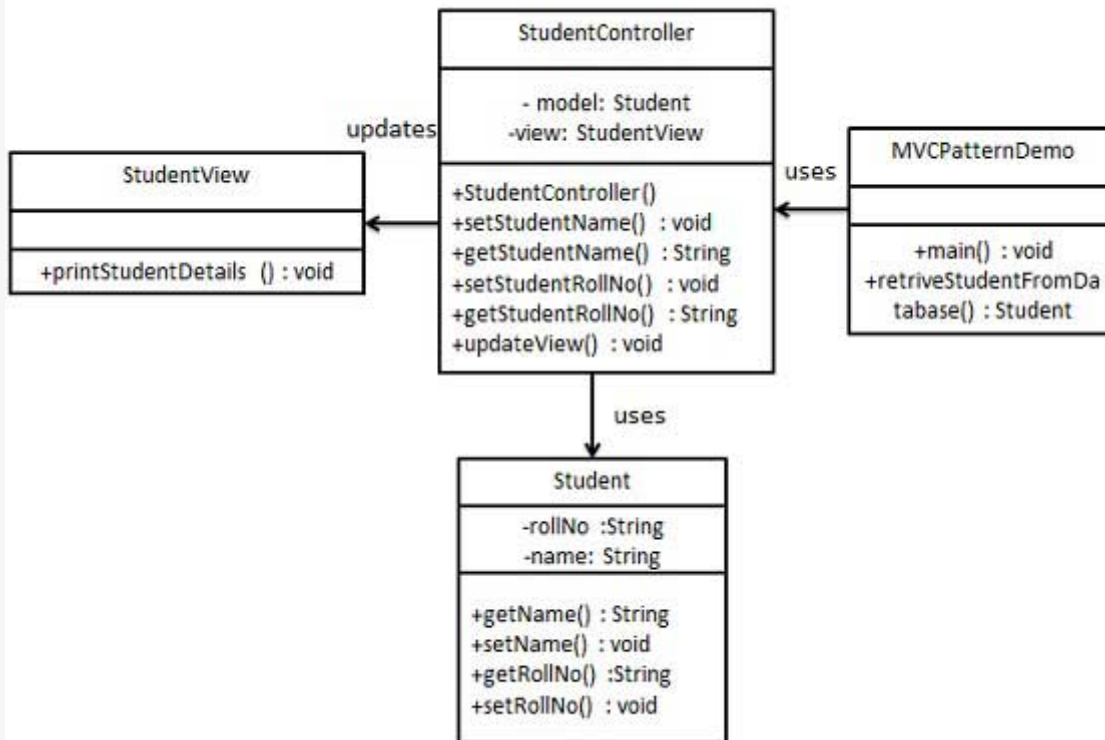 StudentController
- model: Student
-view: StudentView
+StudentController()
+setStudentName() : void
+getStudentName() : String
+setStudentRollNo() : void
+getStudentRollNo() : String
+updateView() : void
updates
StudentView
+printStudentDetails () : void
uses
MVCPatternDemo
+main() : void
+retriveStudentFromDa
tabase() : Student
uses
Student
-rollNo :String
-name: String
+getName() : String
+setName() : void
+getRollNo() :String
+setRollNo() : void